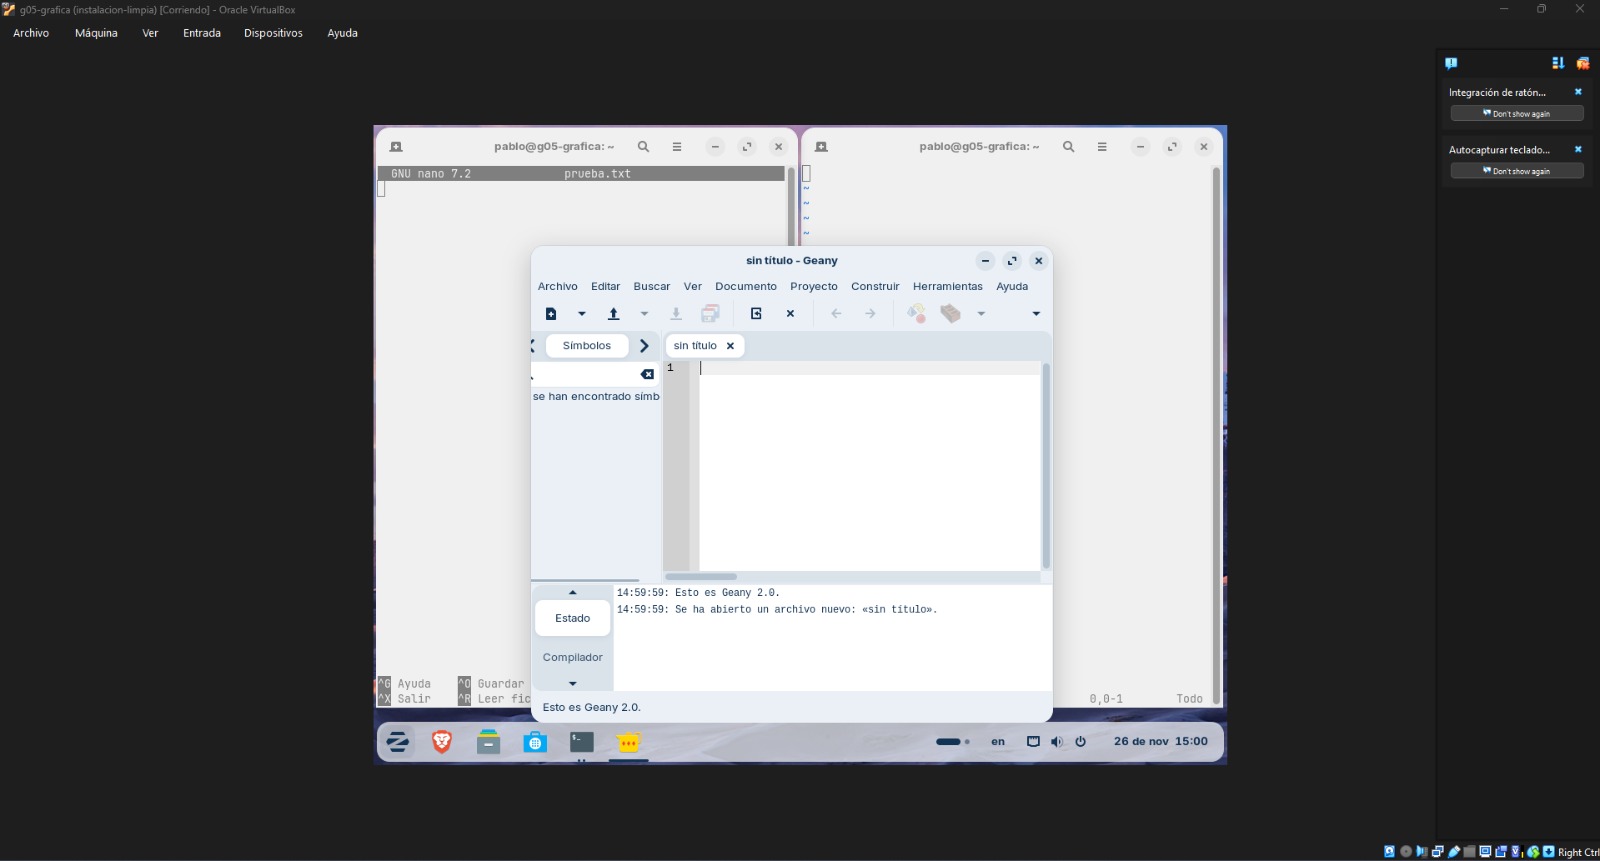 g05-grafica (instalacion-limpia) [Corriendo] - Oracle VirtualBox
Archivo Máquina Ver Entrada Dispositivos Ayuda
Integración de ratón...
Don't show again
Autocapturar teclado...
Don't show again
pablo@g05-grafica: ~
GNU nano 7.2 prueba.txt
^G Ayuda ^O Guardar
^X Salir ^R Leer fic
pablo@g05-grafica: ~
~
~
~
~
0,0-1 Todo
sin título - Geany
Archivo Editar Buscar Ver Documento Proyecto Construir Herramientas Ayuda
Símbolos
se han encontrado símb
sin título
1
Estado
Compilador
14:59:59: Esto es Geany 2.0.
14:59:59: Se ha abierto un archivo nuevo: «sin título».
Esto es Geany 2.0.
en
26 de nov 15:00
Right Ctrl